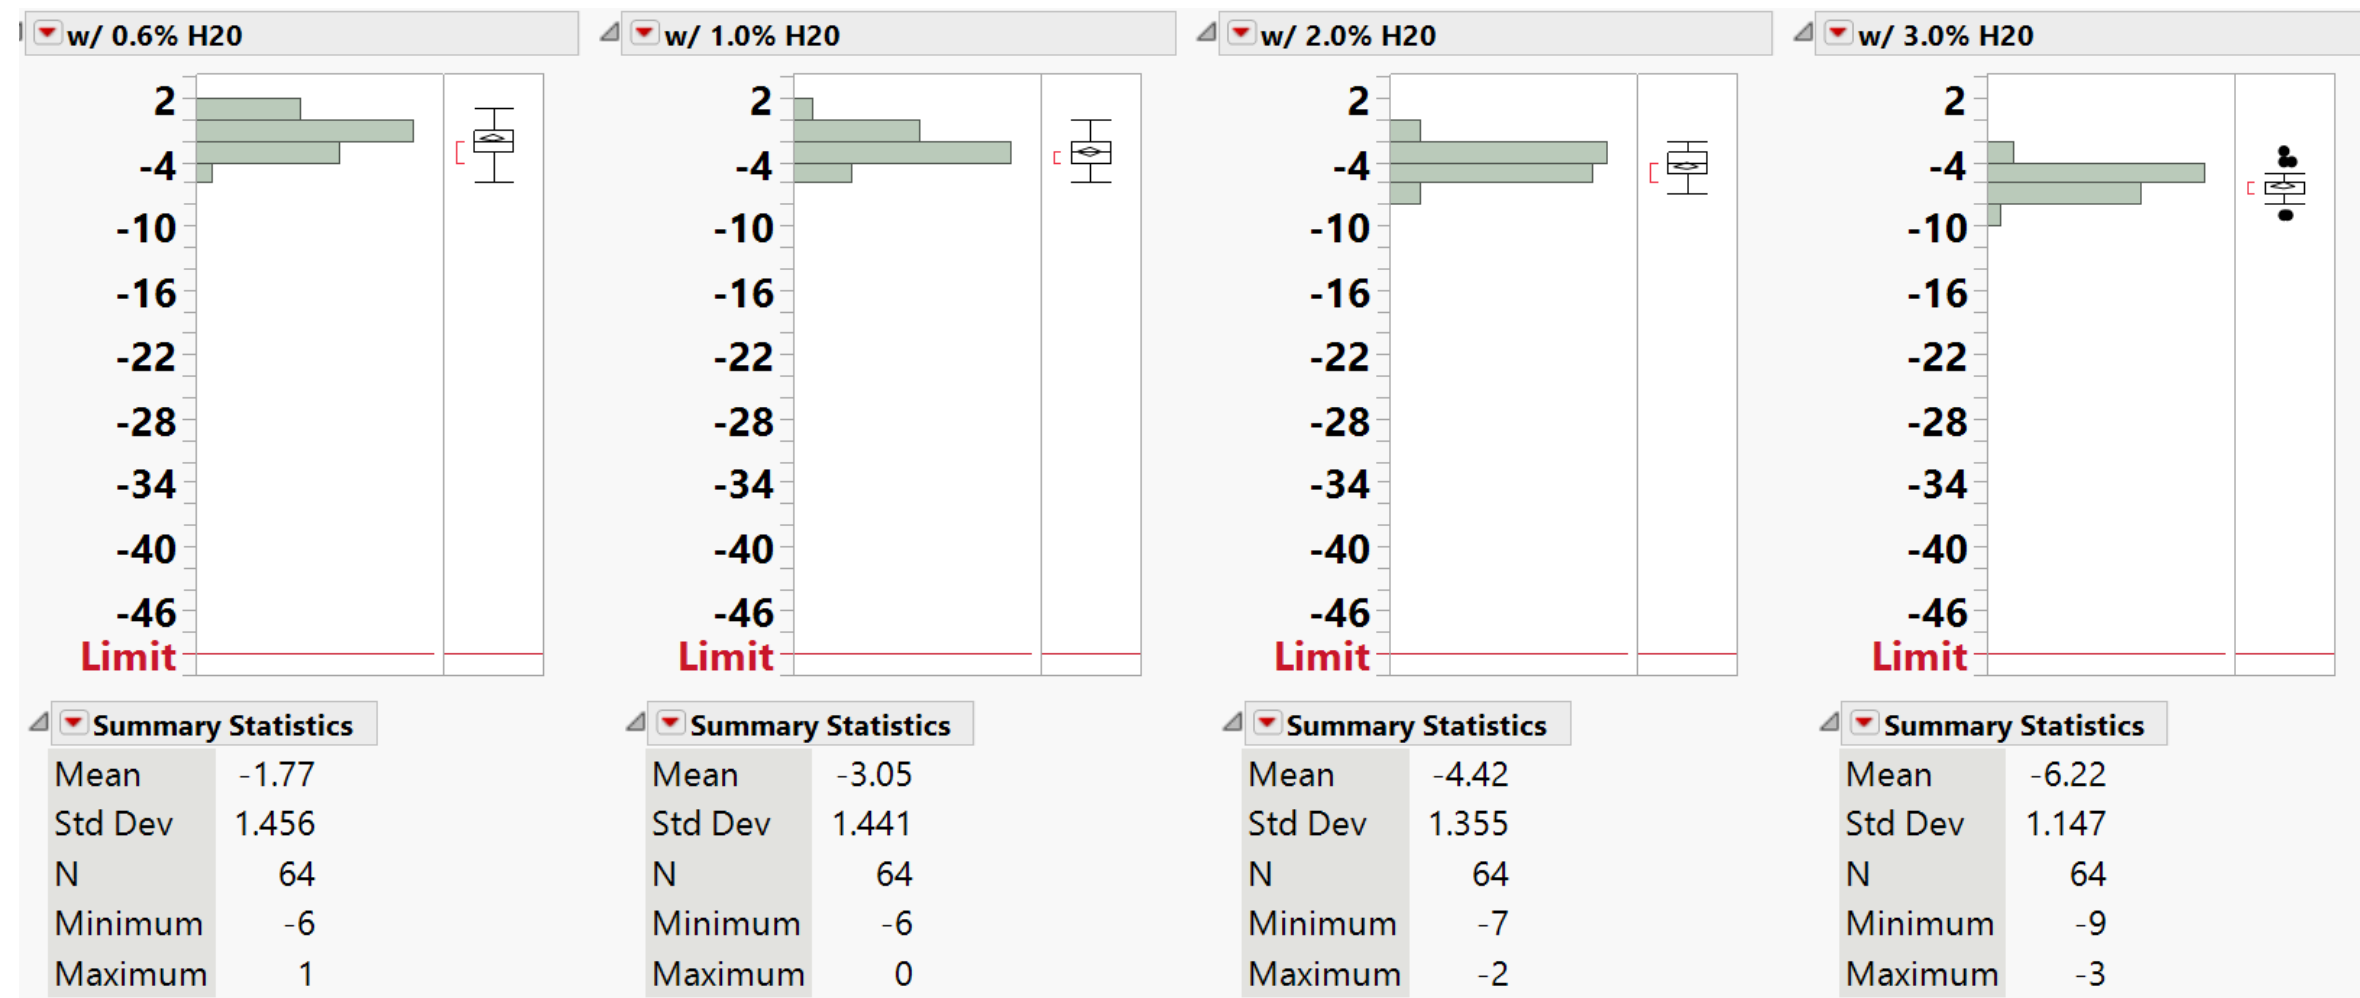 w/ 0.6% H20
2
-4
-10
-16
-22
-28
-34
-40
-46
Limit
Summary Statistics
Mean -1.77
Std Dev 1.456
N 64
Minimum -6
Maximum 1
w/ 1.0% H20
2
-4
-10
-16
-22
-28
-34
-40
-46
Limit
Summary Statistics
Mean -3.05
Std Dev 1.441
N 64
Minimum -6
Maximum 0
w/ 2.0% H20
2
-4
-10
-16
-22
-28
-34
-40
-46
Limit
Summary Statistics
Mean -4.42
Std Dev 1.355
N 64
Minimum -7
Maximum -2
w/ 3.0% H20
2
-4
-10
-16
-22
-28
-34
-40
-46
Limit
Summary Statistics
Mean -6.22
Std Dev 1.147
N 64
Minimum -9
Maximum -3